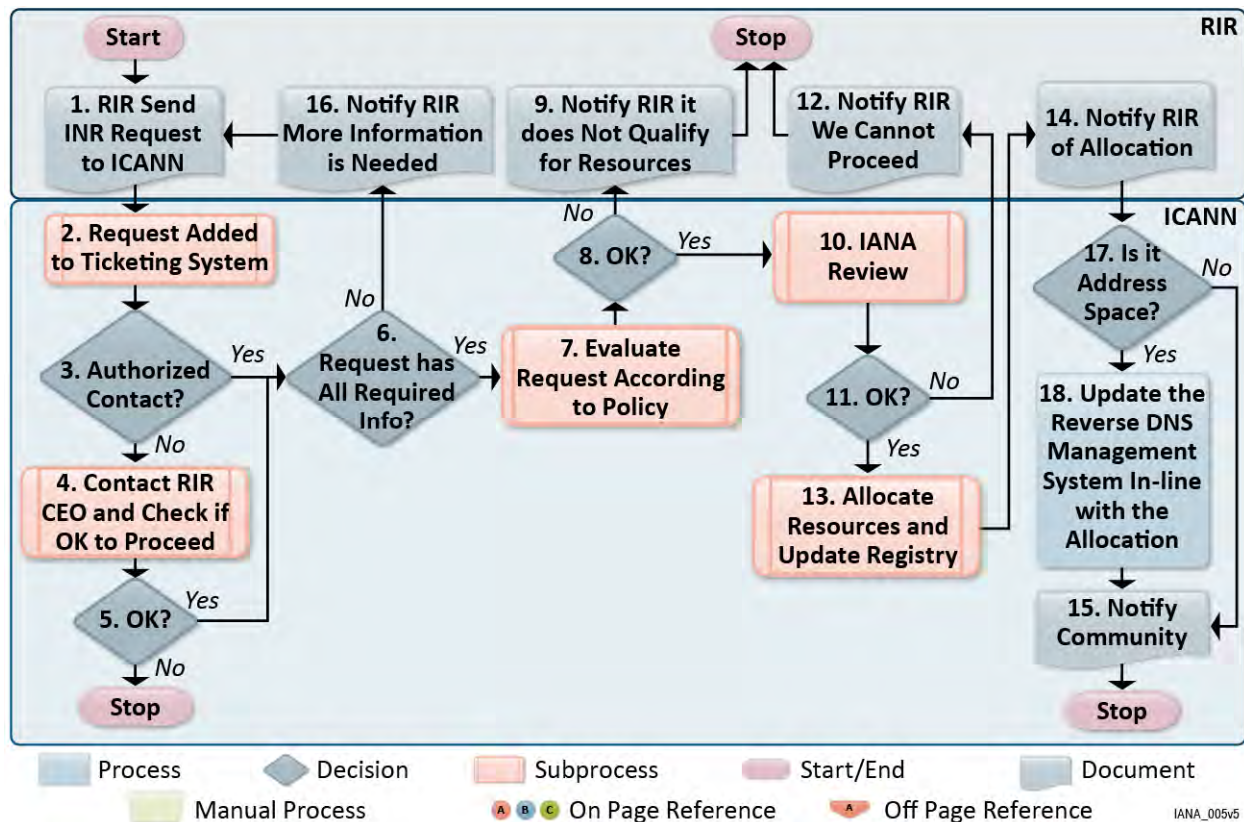 RIR
Start
Stop
1. RIR Send
INR Request
to ICANN
16. Notify RIR
More Information
is Needed
9. Notify RIR it
does Not Qualify
for Resources
12. Notify RIR
We Cannot
Proceed
14. Notify RIR
of Allocation
ICANN
2. Request Added
to Ticketing System
No
8. OK?
Yes
10. IANA
Review
17. Is it
Address
Space?
No
3. Authorized
Contact?
Yes
No
6.
Request has
All Required
Info?
Yes
7. Evaluate
Request According
to Policy
11. OK?
No
Yes
Yes
18. Update the
Reverse DNS
Management
System In-line
with the
Allocation
No
4. Contact RIR
CEO and Check if
OK to Proceed
13. Allocate
Resources and
Update Registry
5. OK?
Yes
No
Stop
15. Notify
Community
Stop
Process
Decision
Subprocess
Start/End
Document
Manual Process
A B C On Page Reference
A Off Page Reference
IANA_005v5